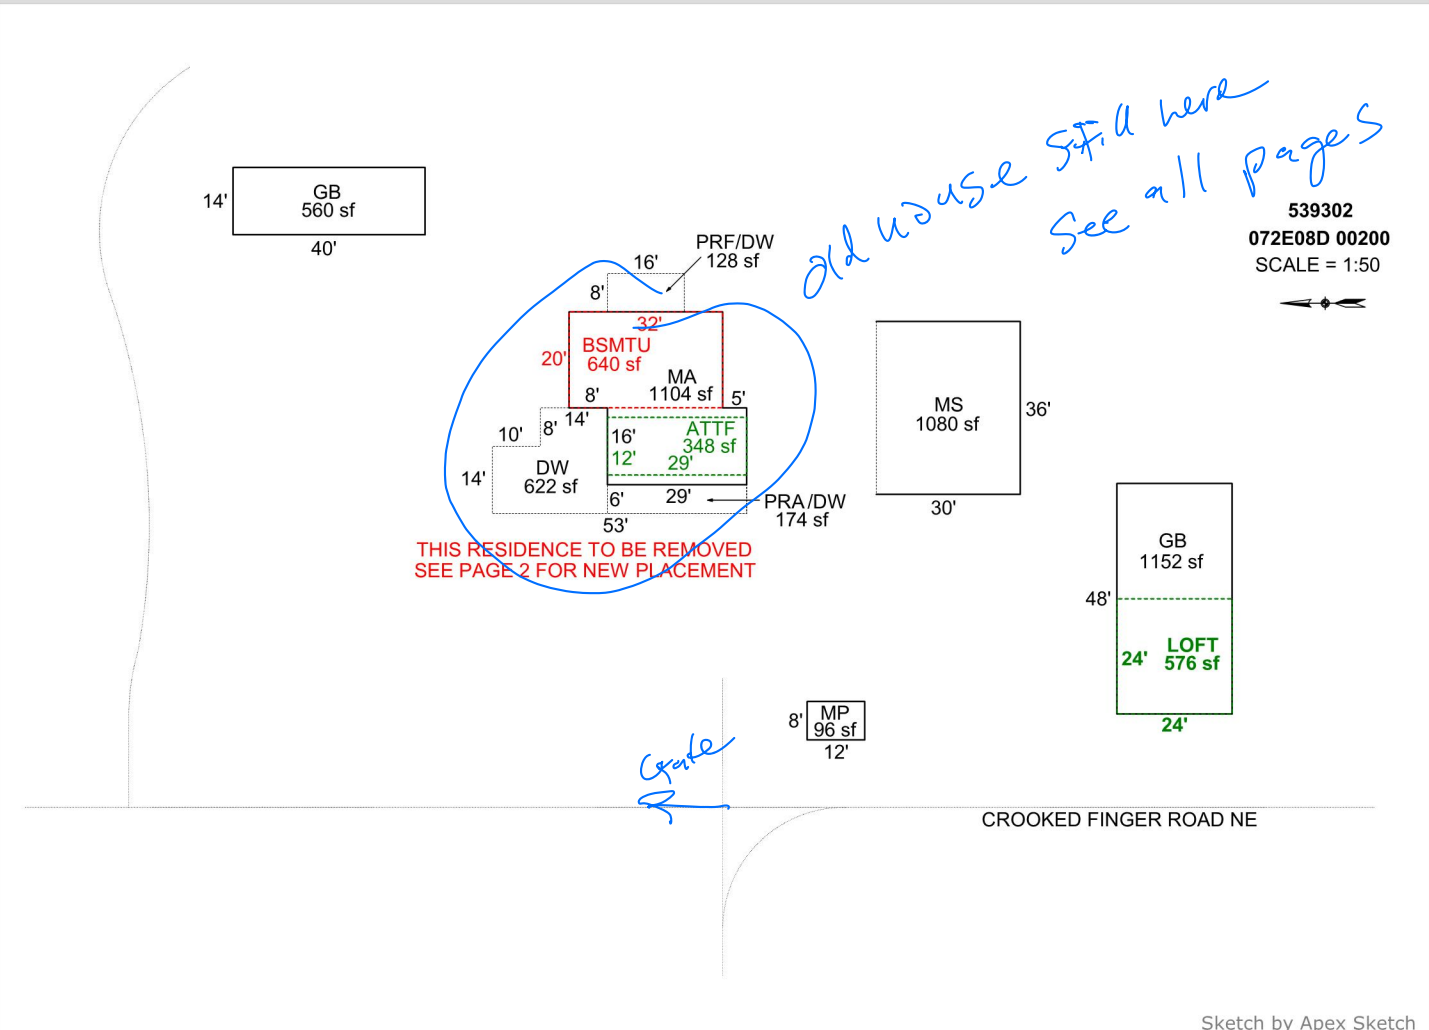 old house still here
see all pages
539302
072E08D 00200
SCALE = 1:50
14'
GB
560 sf
40'
PRF/DW
128 sf
16'
8'
32'
BSMTU
640 sf
20'
MA
1104 sf
8'
5'
14'
8'
10'
16'
12'
ATTF
348 sf
29'
14'
DW
622 sf
6'
29'
PRA/DW
174 sf
53'
THIS RESIDENCE TO BE REMOVED
SEE PAGE 2 FOR NEW PLACEMENT
MS
1080 sf
36'
30'
GB
1152 sf
48'
24'
LOFT
576 sf
24'
8'
MP
96 sf
12'
Gate
CROOKED FINGER ROAD NE
Sketch by Apex Sketch